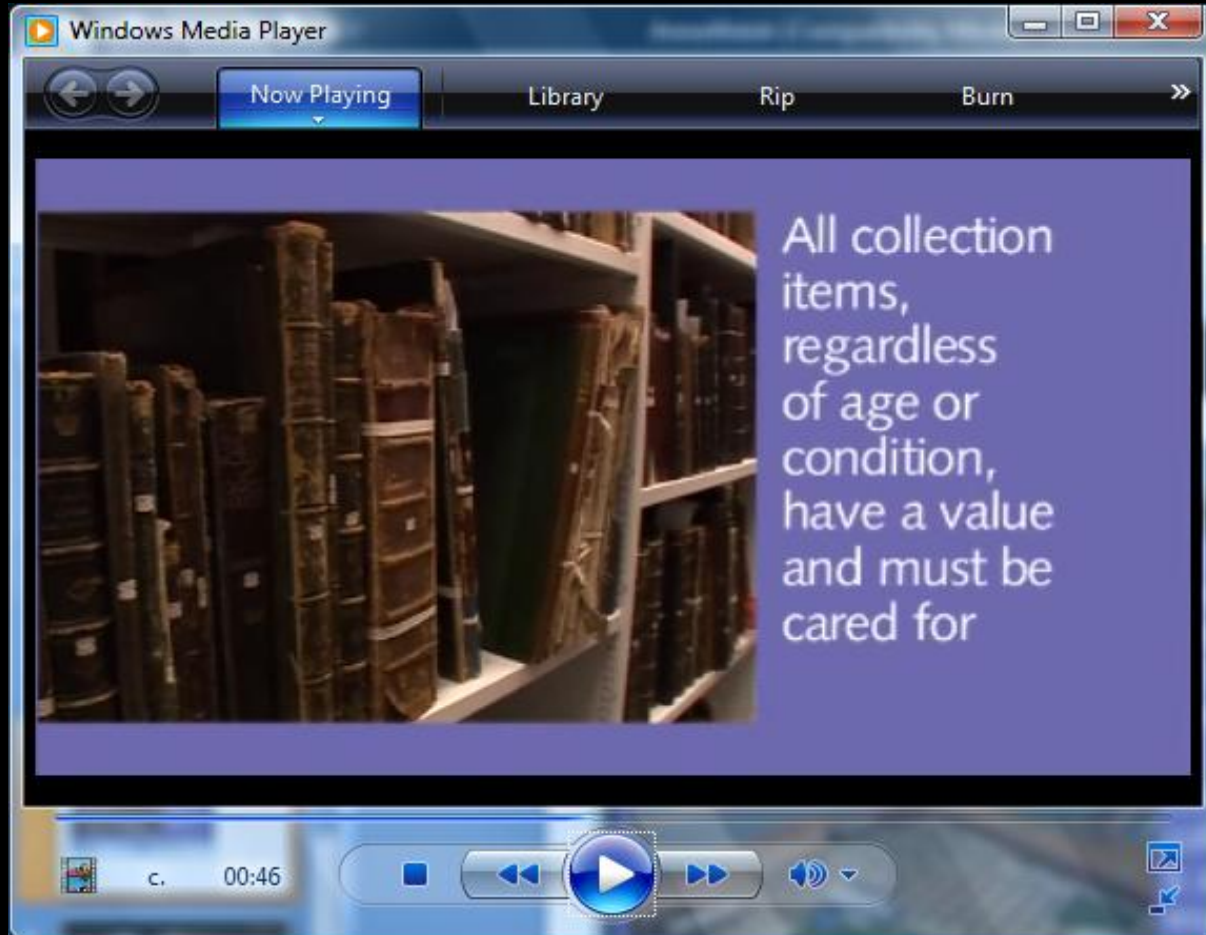 Windows Media Player
Now Playing
Library
Rip
Burn
All collection
items,
regardless
of age or
condition,
have a value
and must be
cared for
c.
00:46